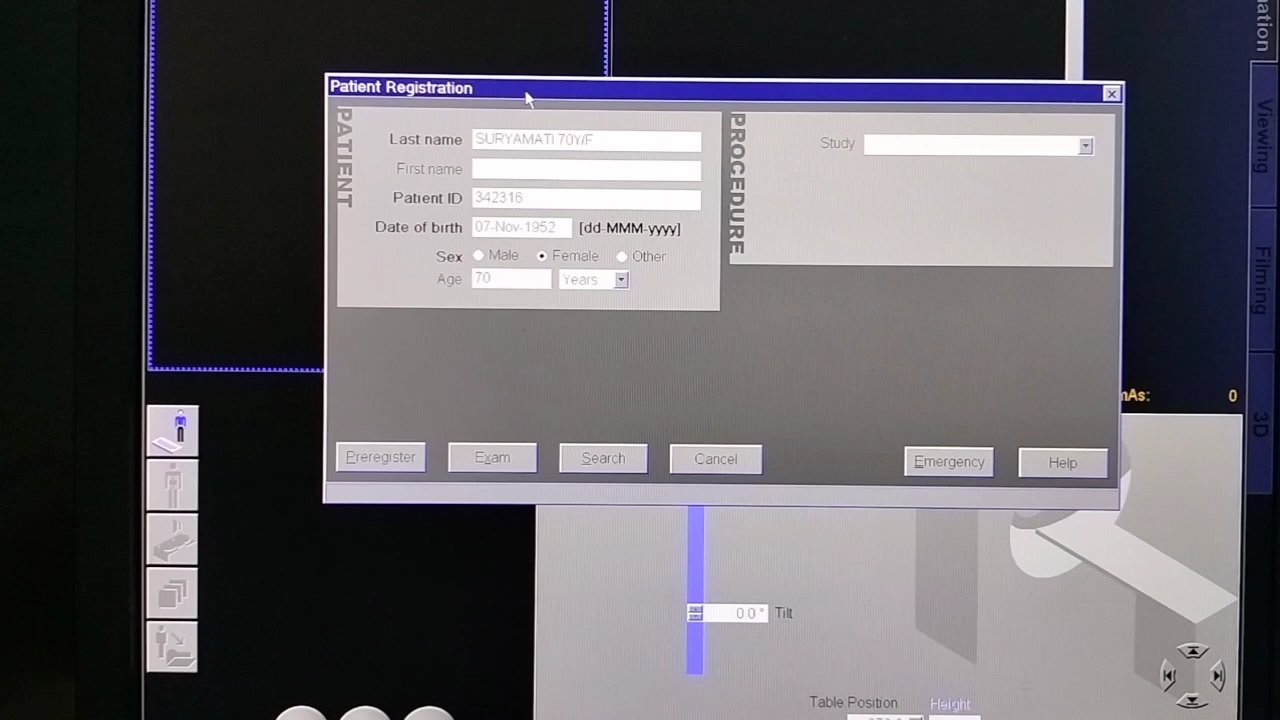 uation
Patient Registration
PATIENT
Last name SURYAMATI 70Y/F
First name
Patient ID 342316
Date of birth 07-Nov-1952 [dd-MMM-yyyy]
Sex Male Female Other
Age 70 Years
PROCEDURE
Study
Viewing
Filming
3D
mAs: 0
Preregister Exam Search Cancel Emergency Help
0.0° Tilt
Table Position Height